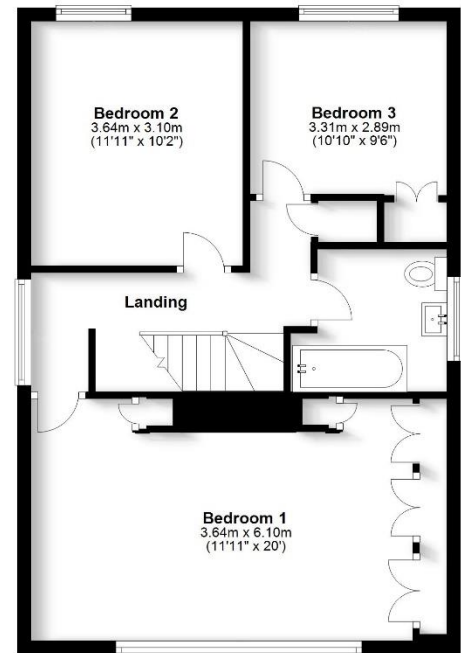 Bedroom 2
3.64m x 3.10m
(11'11" x 10'2")
Bedroom 3
3.31m x 2.89m
(10'10" x 9'6")
Landing
Bedroom 1
3.64m x 6.10m
(11'11" x 20')